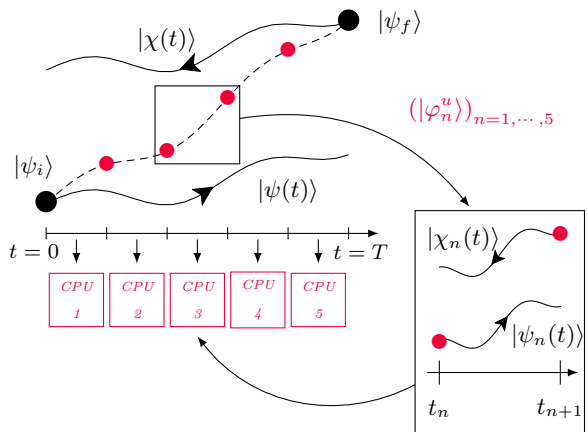 |χ(t)⟩
|ψ_f⟩
(|φ_n^u⟩)_{n=1,⋯,5}
|ψ_i⟩
|ψ(t)⟩
t = 0
t = T
CPU 1
CPU 2
CPU 3
CPU 4
CPU 5
|χ_n(t)⟩
|ψ_n(t)⟩
t_n
t_{n+1}